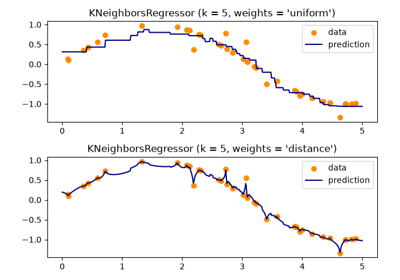 KNeighborsRegressor (k = 5, weights = 'uniform')
1.0
0.5
0.0
−0.5
−1.0
data
prediction
0 1 2 3 4 5
KNeighborsRegressor (k = 5, weights = 'distance')
1.0
0.5
0.0
−0.5
−1.0
data
prediction
0 1 2 3 4 5